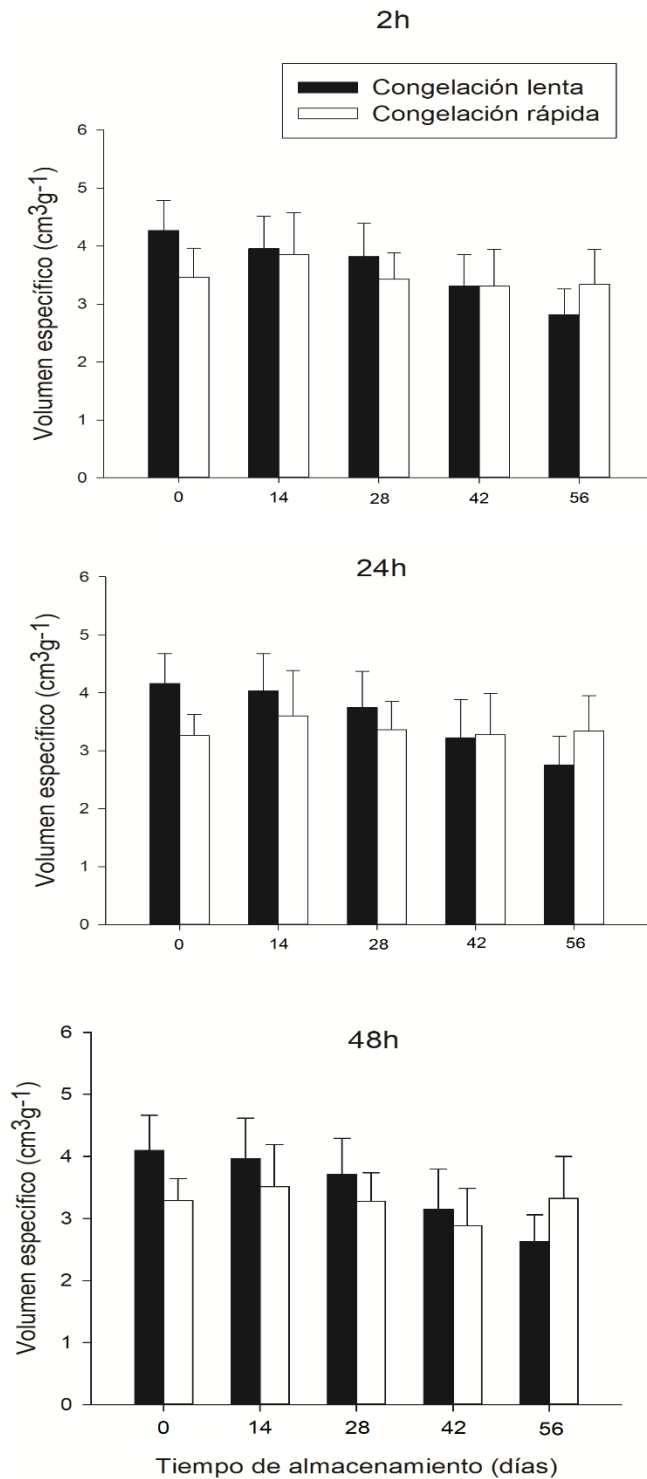 2h
Congelación lenta
Congelación rápida
Volumen específico (cm3g-1)
6
5
4
3
2
1
0
0 14 28 42 56
24h
Volumen específico (cm3g-1)
6
5
4
3
2
1
0
0 14 28 42 56
48h
Volumen específico (cm3g-1)
6
5
4
3
2
1
0
0 14 28 42 56
Tiempo de almacenamiento (días)